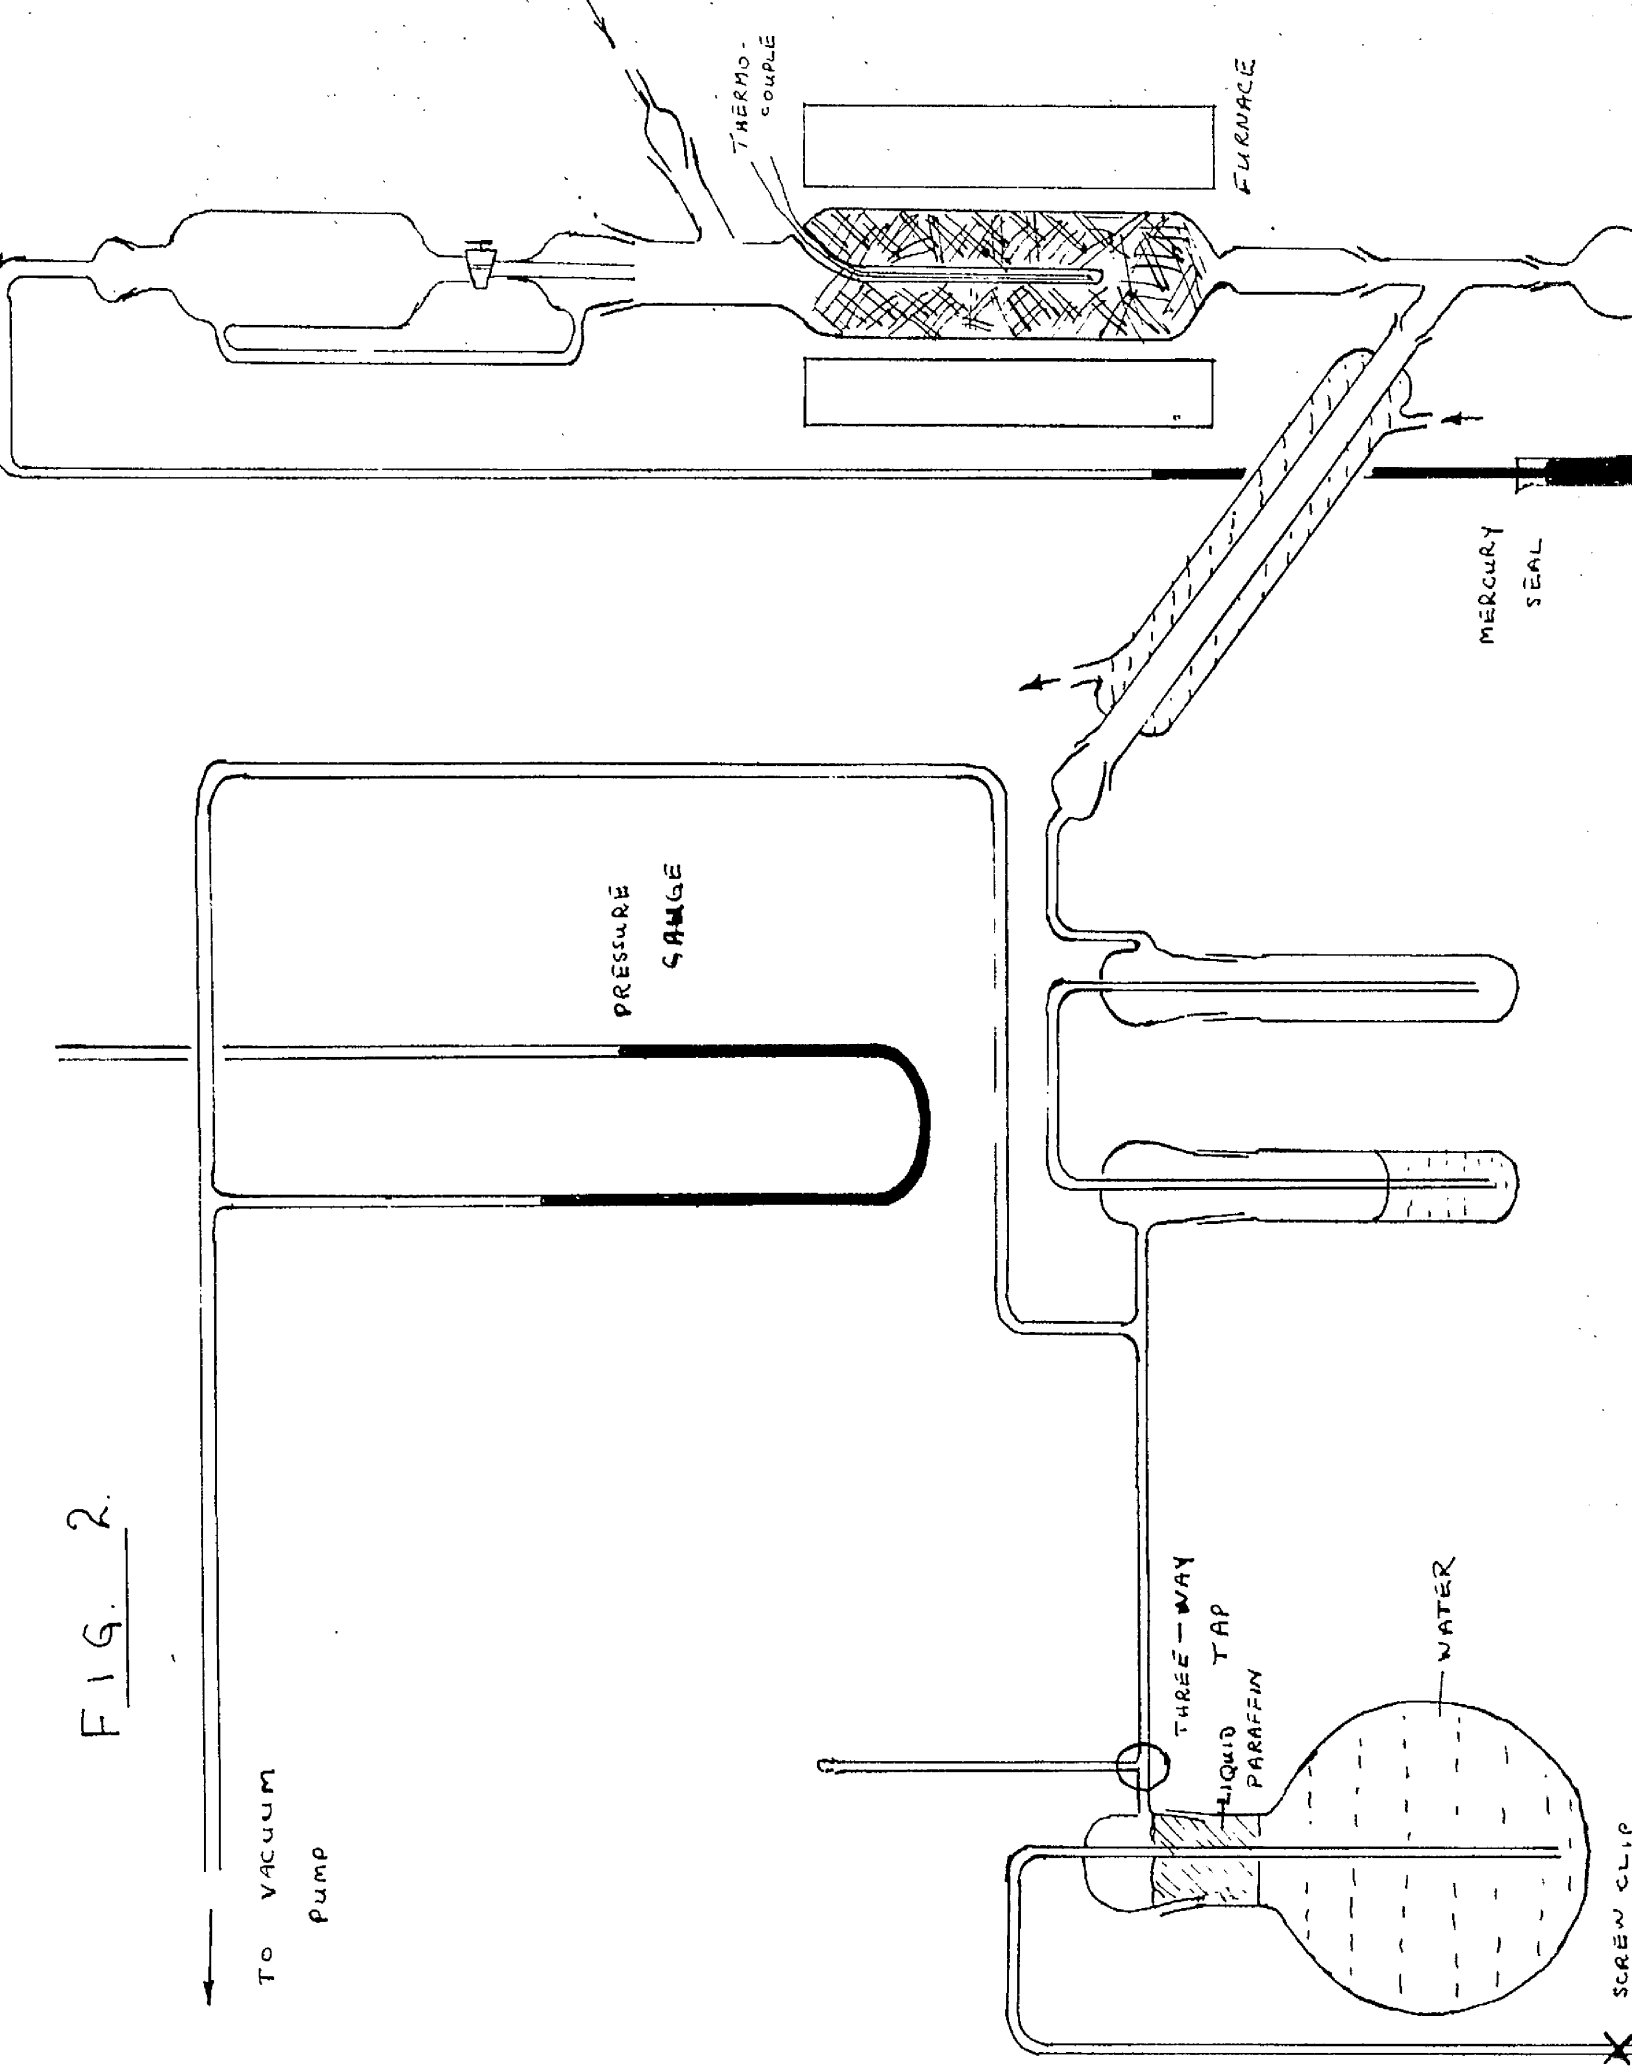 FIG. 2.
TO VACUUM
PUMP
PRESSURE
GAUGE
THERMO-
COUPLE
FURNACE
MERCURY
SEAL
THREE-WAY
TAP
LIQUID
PARAFFIN
WATER
SCREW CLIP